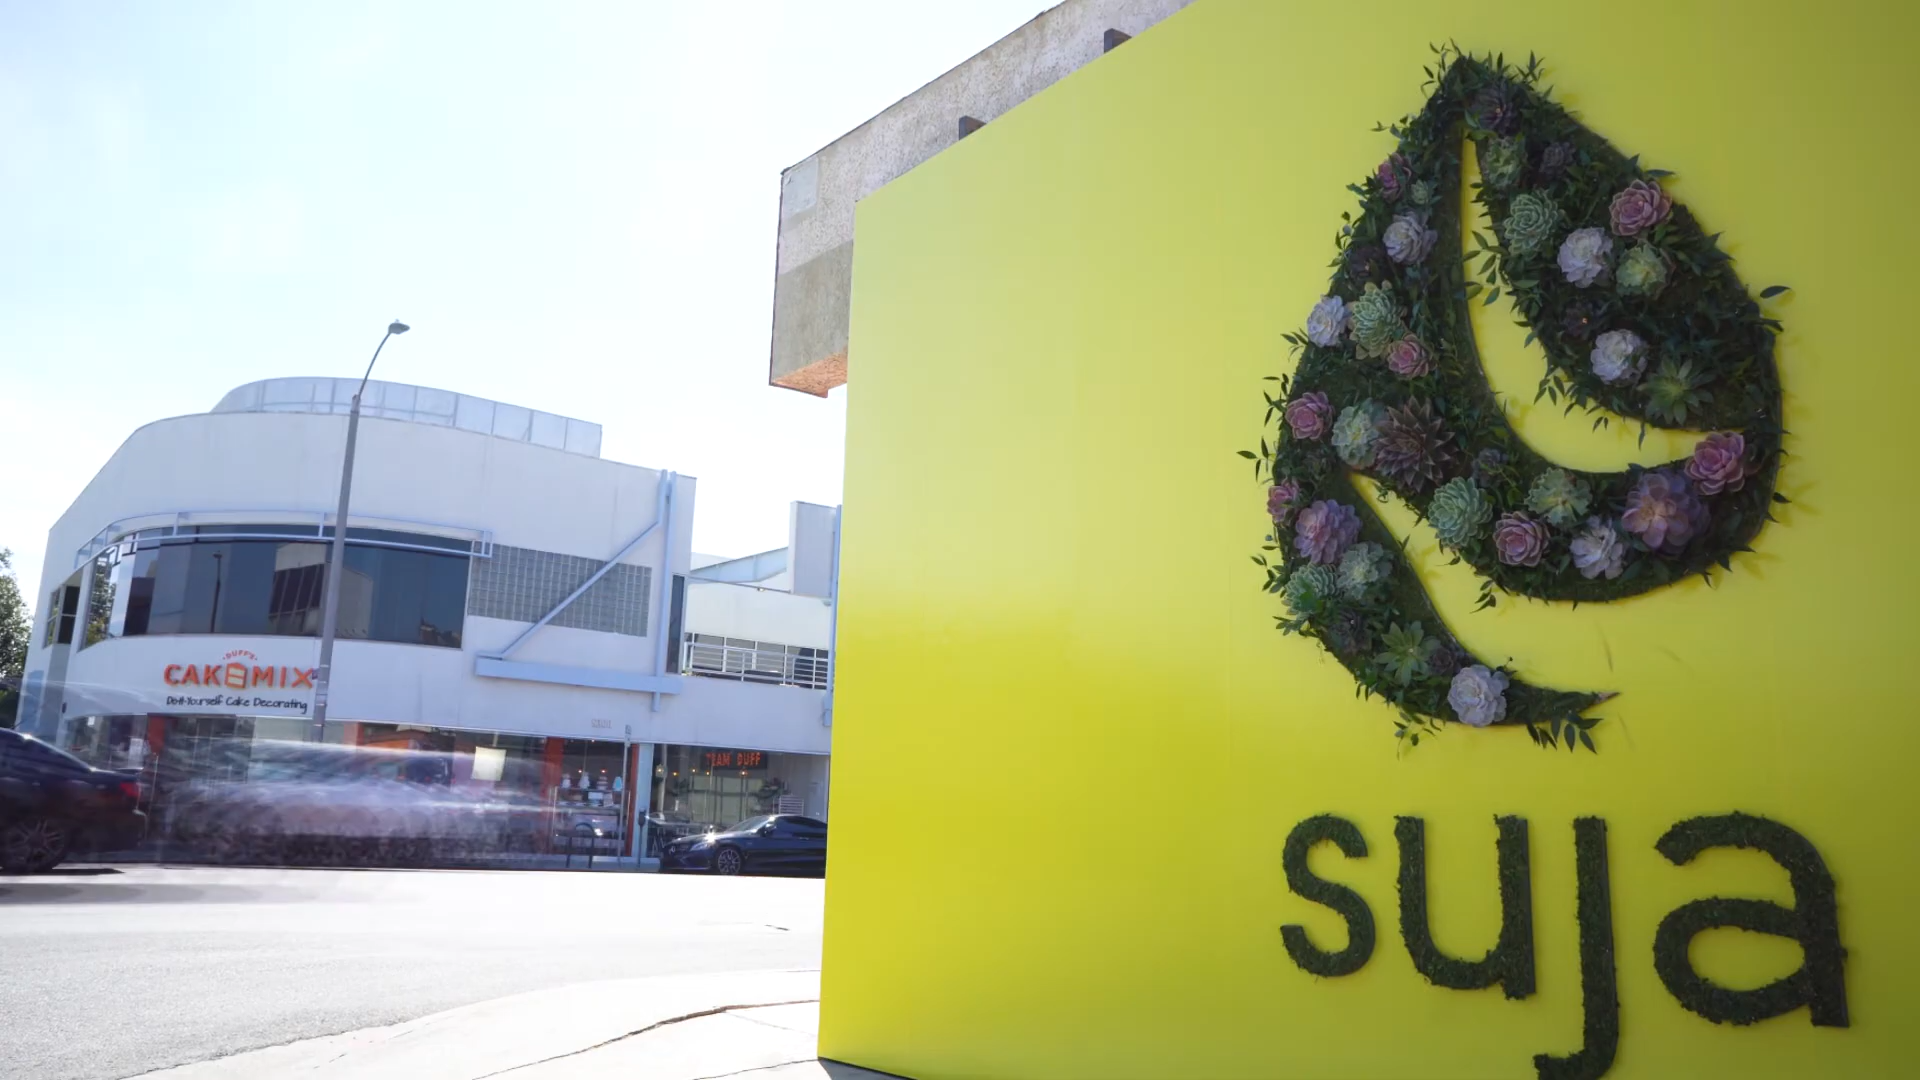 DUFF'S
CAKEMIX
Do-It-Yourself Cake Decorating
TEAM DUFF
suja